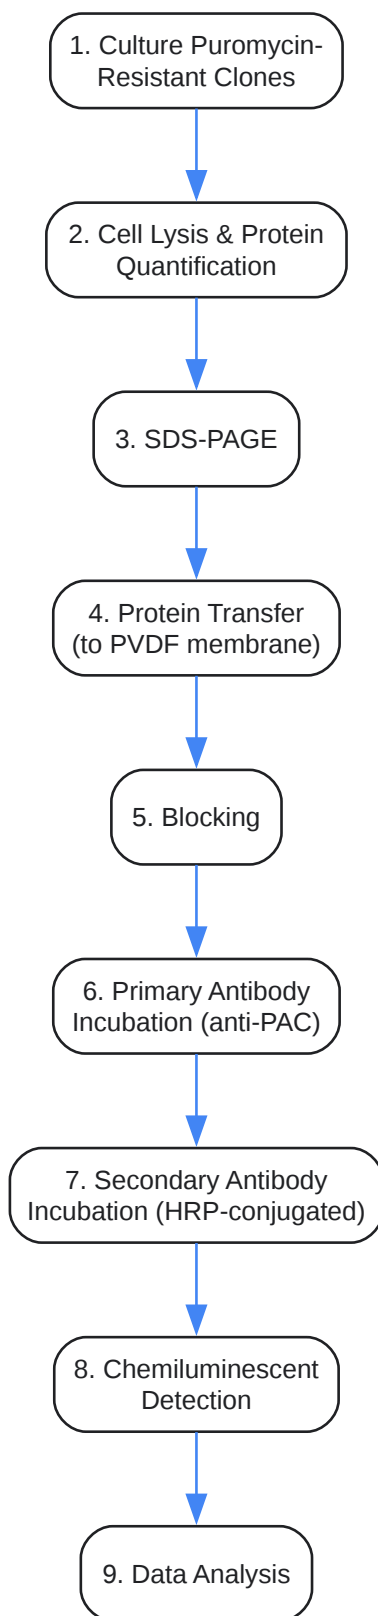 1. Culture Puromycin-
Resistant Clones
2. Cell Lysis & Protein
Quantification
3. SDS-PAGE
4. Protein Transfer
(to PVDF membrane)
5. Blocking
6. Primary Antibody
Incubation (anti-PAC)
7. Secondary Antibody
Incubation (HRP-conjugated)
8. Chemiluminescent
Detection
9. Data Analysis